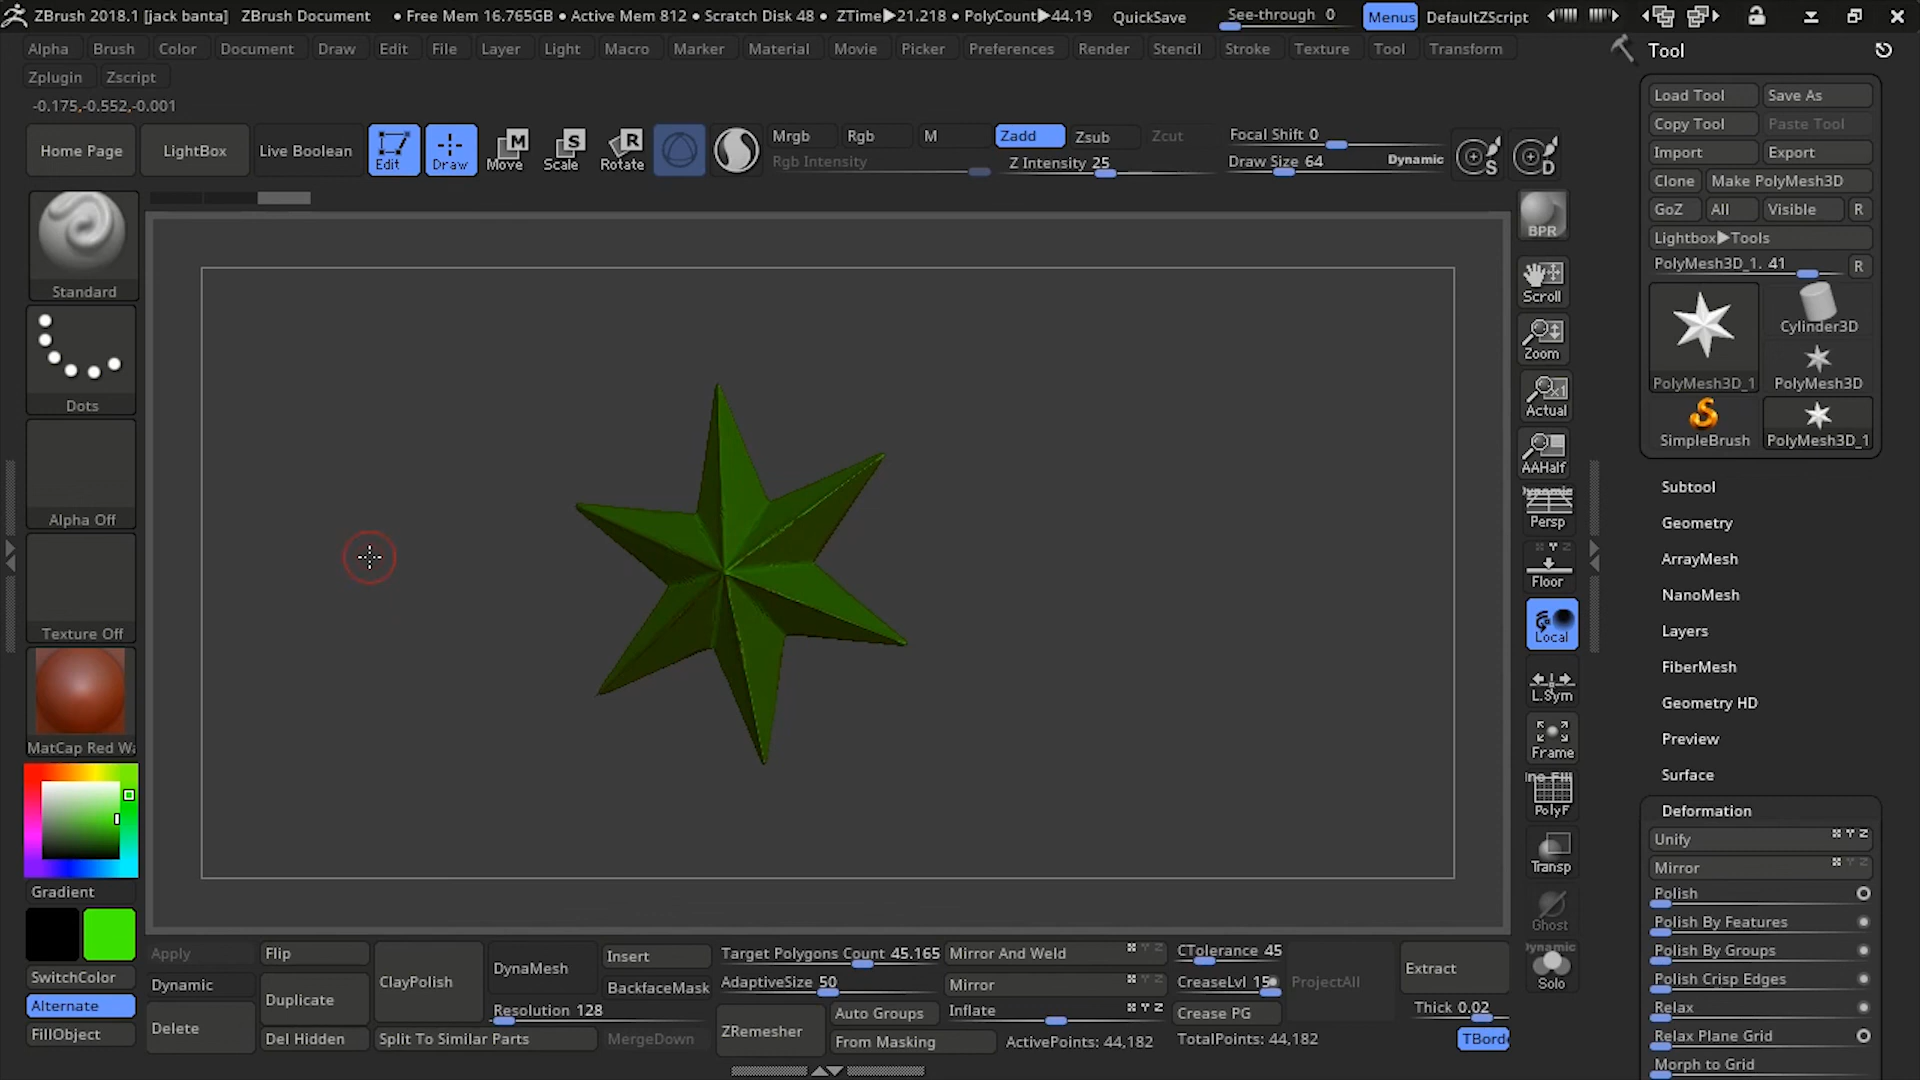 ZBrush 2018.1 [jack banta] ZBrush Document • Free Mem 16.765GB • Active Mem 812 • Scratch Disk 48 • ZTime▶21.218 • PolyCount▶44.19 QuickSave See-through 0 Menus DefaultZScript
Alpha Brush Color Document Draw Edit File Layer Light Macro Marker Material Movie Picker Preferences Render Stencil Stroke Texture Tool Transform
Zplugin Zscript
-0.175,-0.552,-0.001
Home Page LightBox Live Boolean Edit Draw Move Scale Rotate
M S R
Mrgb Rgb M Zadd Zsub Zcut
Rgb Intensity Z Intensity 25
Focal Shift 0
Draw Size 64 Dynamic
S D
Standard
Dots
Alpha Off
Texture Off
MatCap Red Wa
Gradient
SwitchColor
Alternate
FillObject
BPR
Scroll
Zoom
Actual
AAHalf
Dynamic
Persp
Floor
Local
L.Sym
Frame
PolyF
Transp
Ghost
Dynamic
Solo
Tool
Load Tool Save As
Copy Tool Paste Tool
Import Export
Clone Make PolyMesh3D
GoZ All Visible R
Lightbox▶Tools
PolyMesh3D_1. 41 R
PolyMesh3D_1 Cylinder3D
PolyMesh3D
SimpleBrush PolyMesh3D_1
Subtool
Geometry
ArrayMesh
NanoMesh
Layers
FiberMesh
Geometry HD
Preview
Surface
Deformation
Unify
Mirror
Polish
Polish By Features
Polish By Groups
Polish Crisp Edges
Relax
Relax Plane Grid
Morph to Grid
Apply Flip ClayPolish DynaMesh Insert Target Polygons Count 45.165 Mirror And Weld CTolerance 45 Extract
Dynamic Duplicate BackfaceMask AdaptiveSize 50 Mirror CreaseLvl 15 ProjectAll
Resolution 128 Auto Groups Inflate Crease PG Thick 0.02
Delete Del Hidden Split To Similar Parts MergeDown ZRemesher From Masking ActivePoints: 44,182 TotalPoints: 44,182 TBord